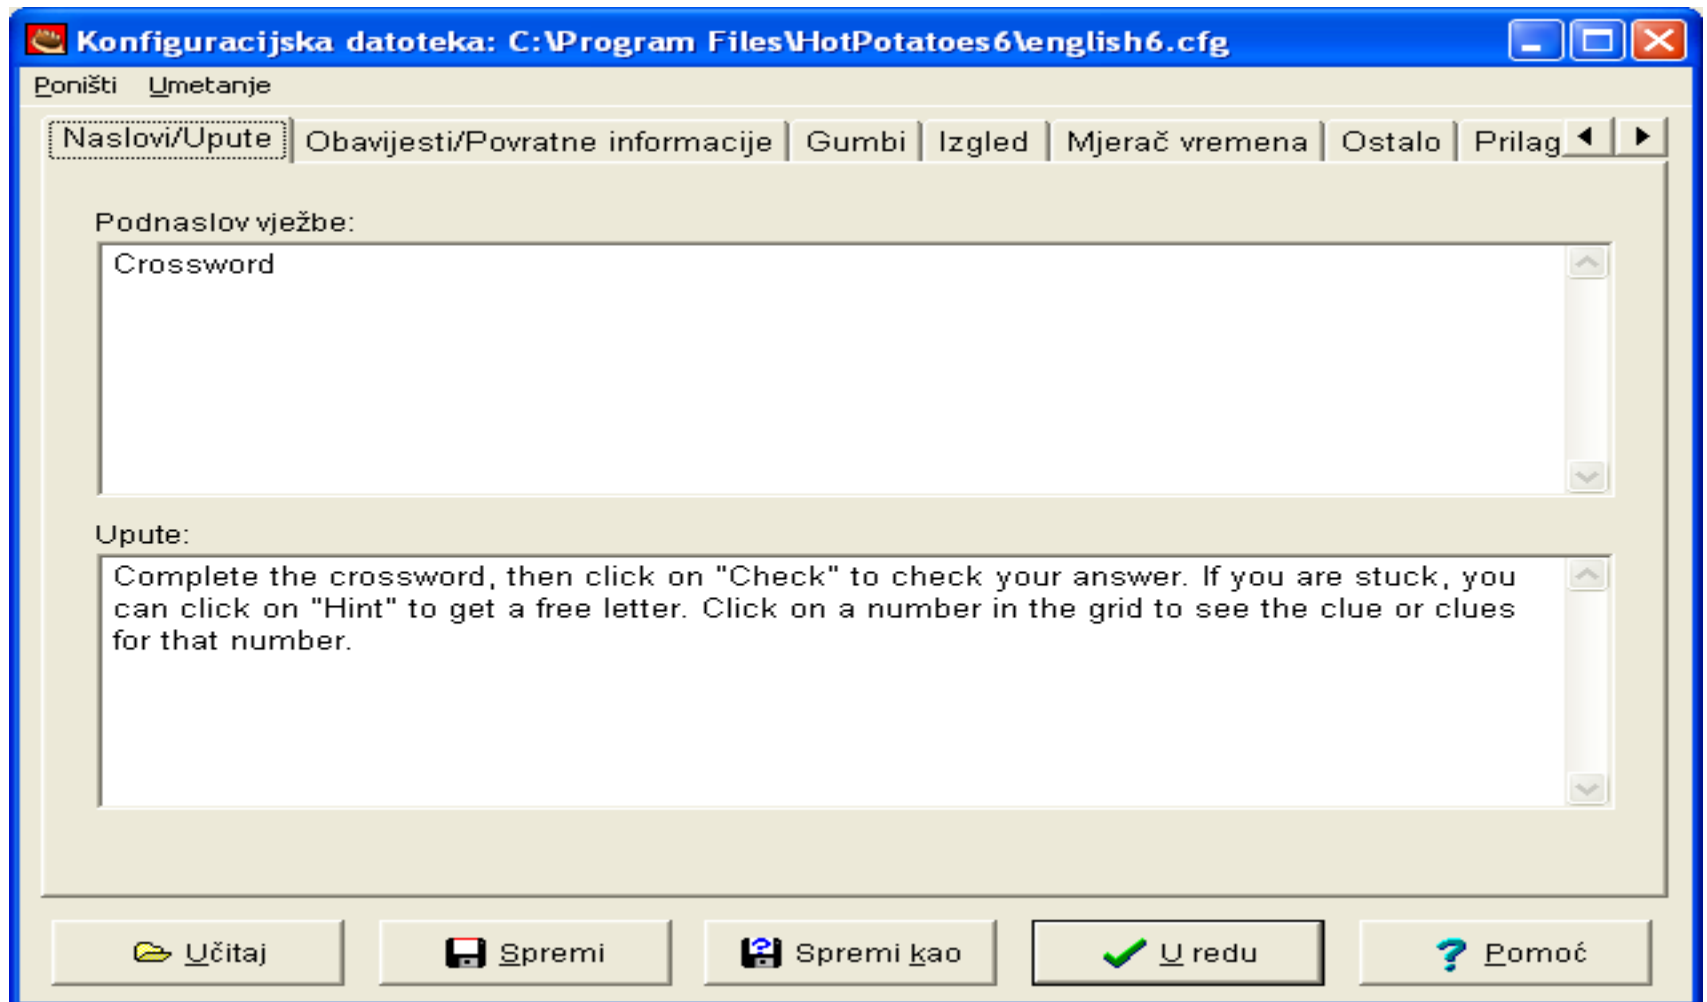 Konfiguracijska datoteka: C:\Program Files\HotPotatoes6\english6.cfg
Poništi Umetanje
Naslovi/Upute Obavijesti/Povratne informacije Gumbi Izgled Mjerač vremena Ostalo Prilag
Podnaslov vježbe:
Crossword
Upute:
Complete the crossword, then click on "Check" to check your answer. If you are stuck, you
can click on "Hint" to get a free letter. Click on a number in the grid to see the clue or clues
for that number.
Učitaj Spremi Spremi kao U redu Pomoć